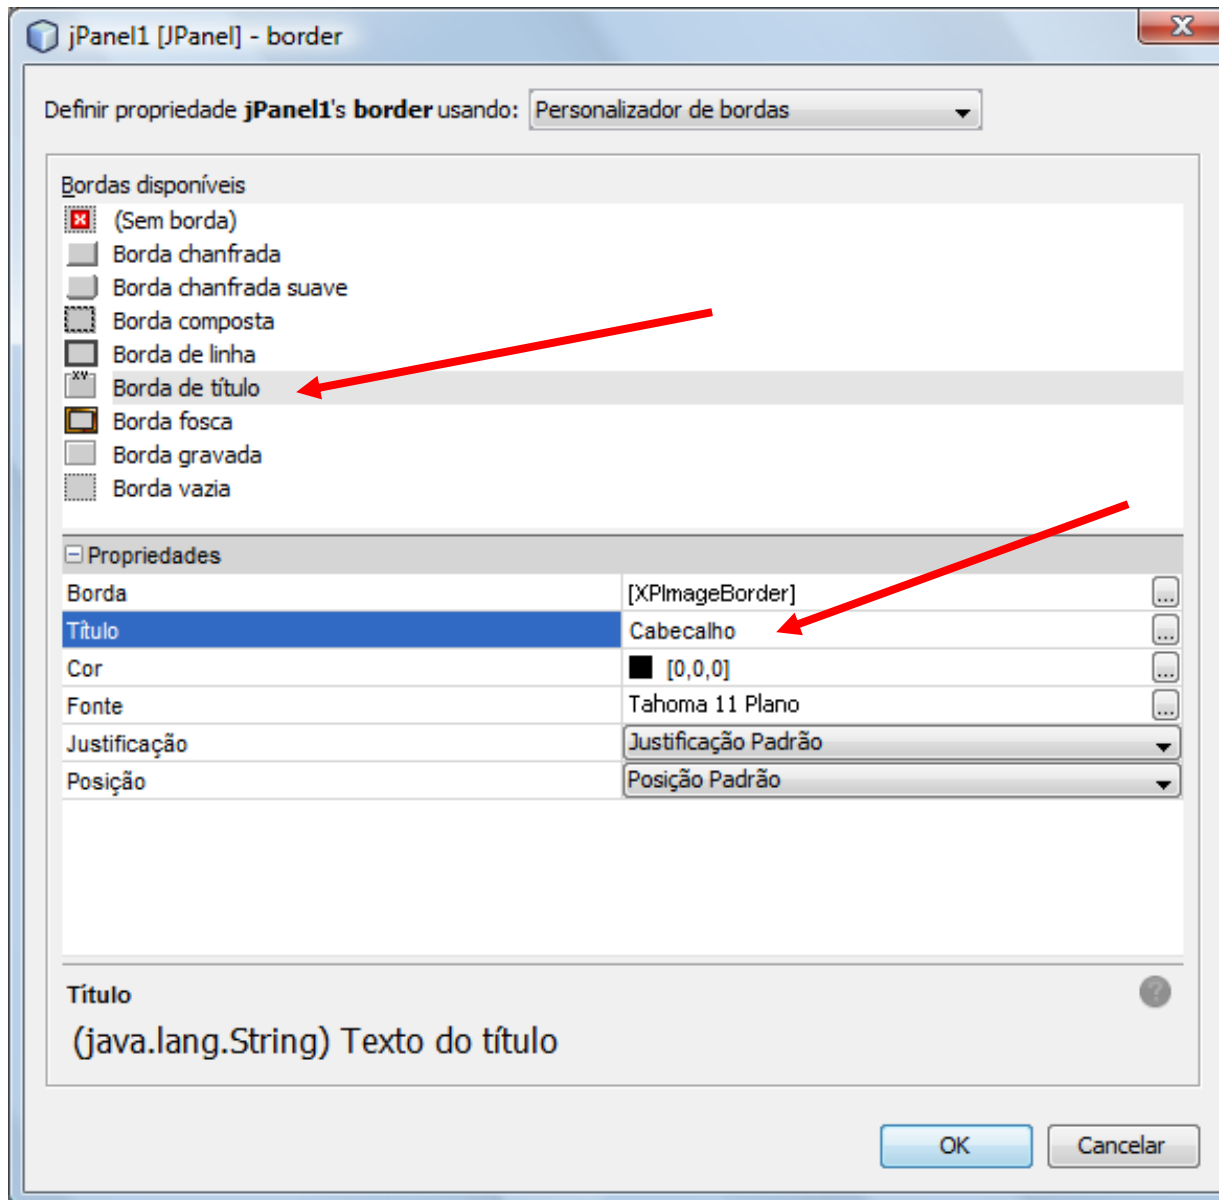 jPanel1 [JPanel] - border
X
Definir propriedade jPanel1's border usando: Personalizador de bordas
Bordas disponíveis
(Sem borda)
Borda chanfrada
Borda chanfrada suave
Borda composta
Borda de linha
XY Borda de título
Borda fosca
Borda gravada
Borda vazia
Propriedades
Borda [XPImageBorder] ...
Título Cabecalho ...
Cor [0,0,0] ...
Fonte Tahoma 11 Plano ...
Justificação Justificação Padrão
Posição Posição Padrão
Título ?
(java.lang.String) Texto do título
OK Cancelar